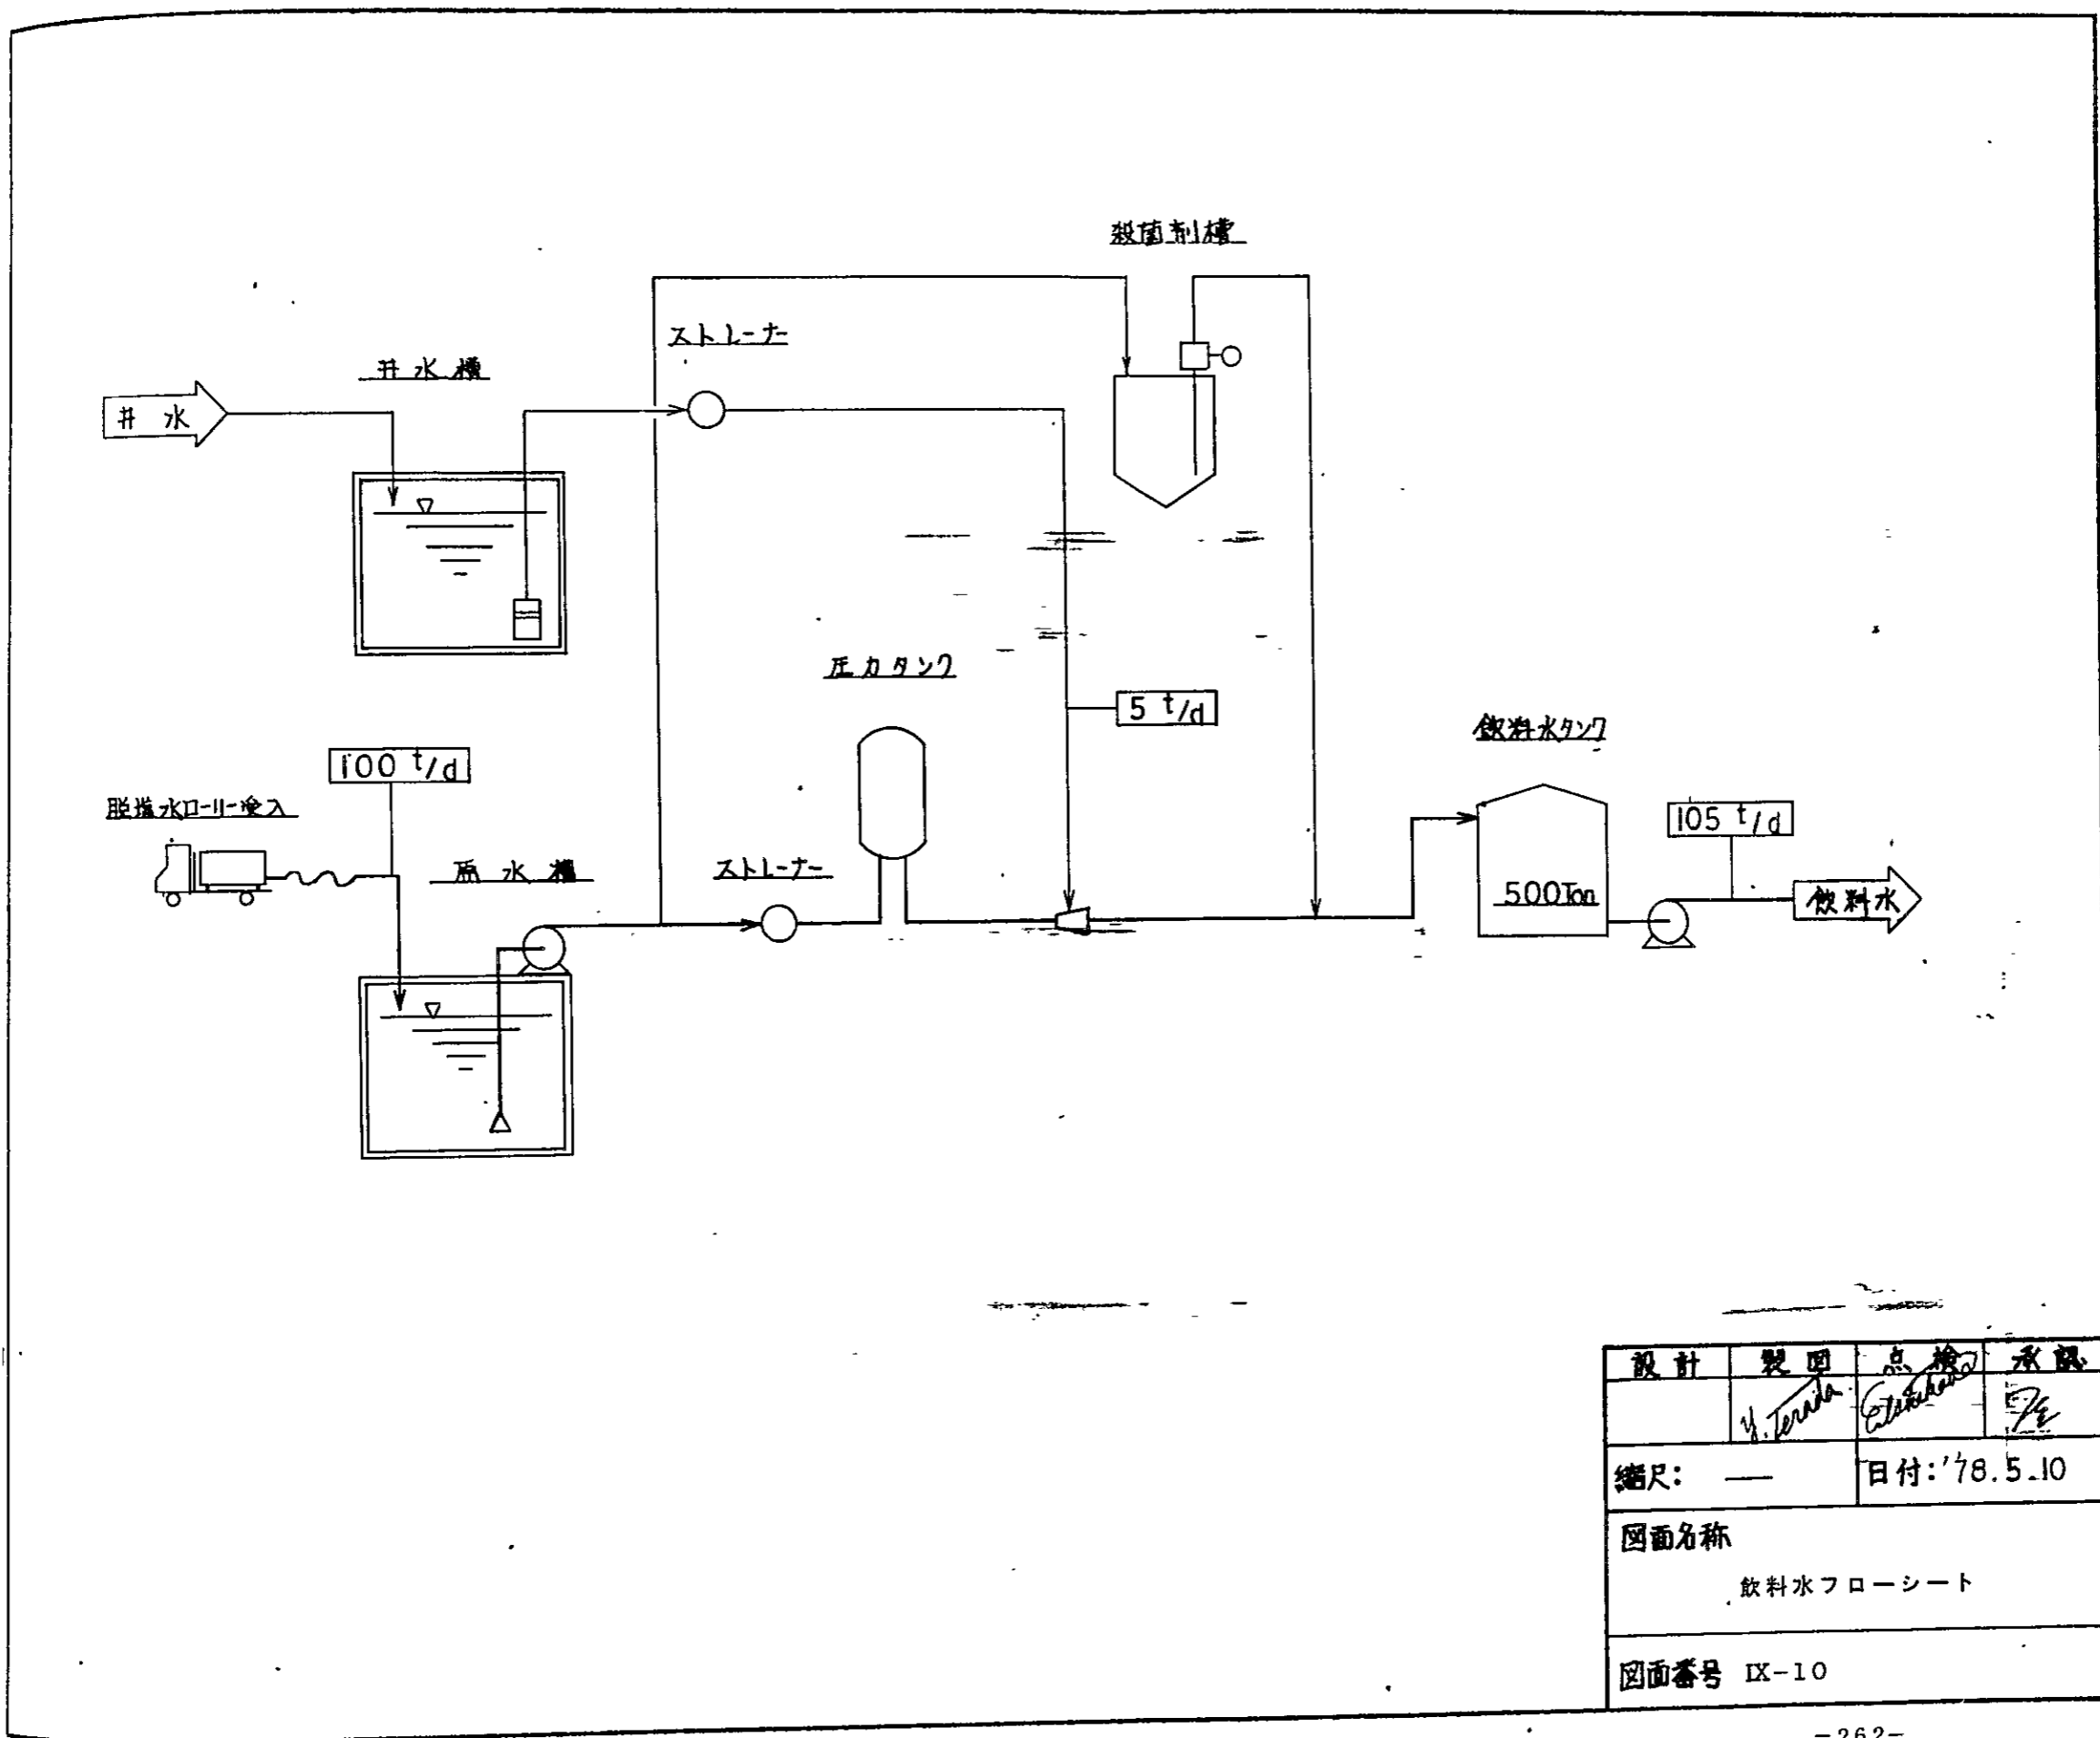 殺菌剤槽
ストレーナー
井水槽
井水
圧力タンク
5 t/d
飲料水タンク
100 t/d
105 t/d
脱塩水ローリー受入
原水槽
ストレーナー
500Ton
飲料水
設計 製図 点検 承認
Y. Terada
縮尺: — 日付:'78.5.10
図面名称
飲料水フローシート
図面番号 IX-10
-262-